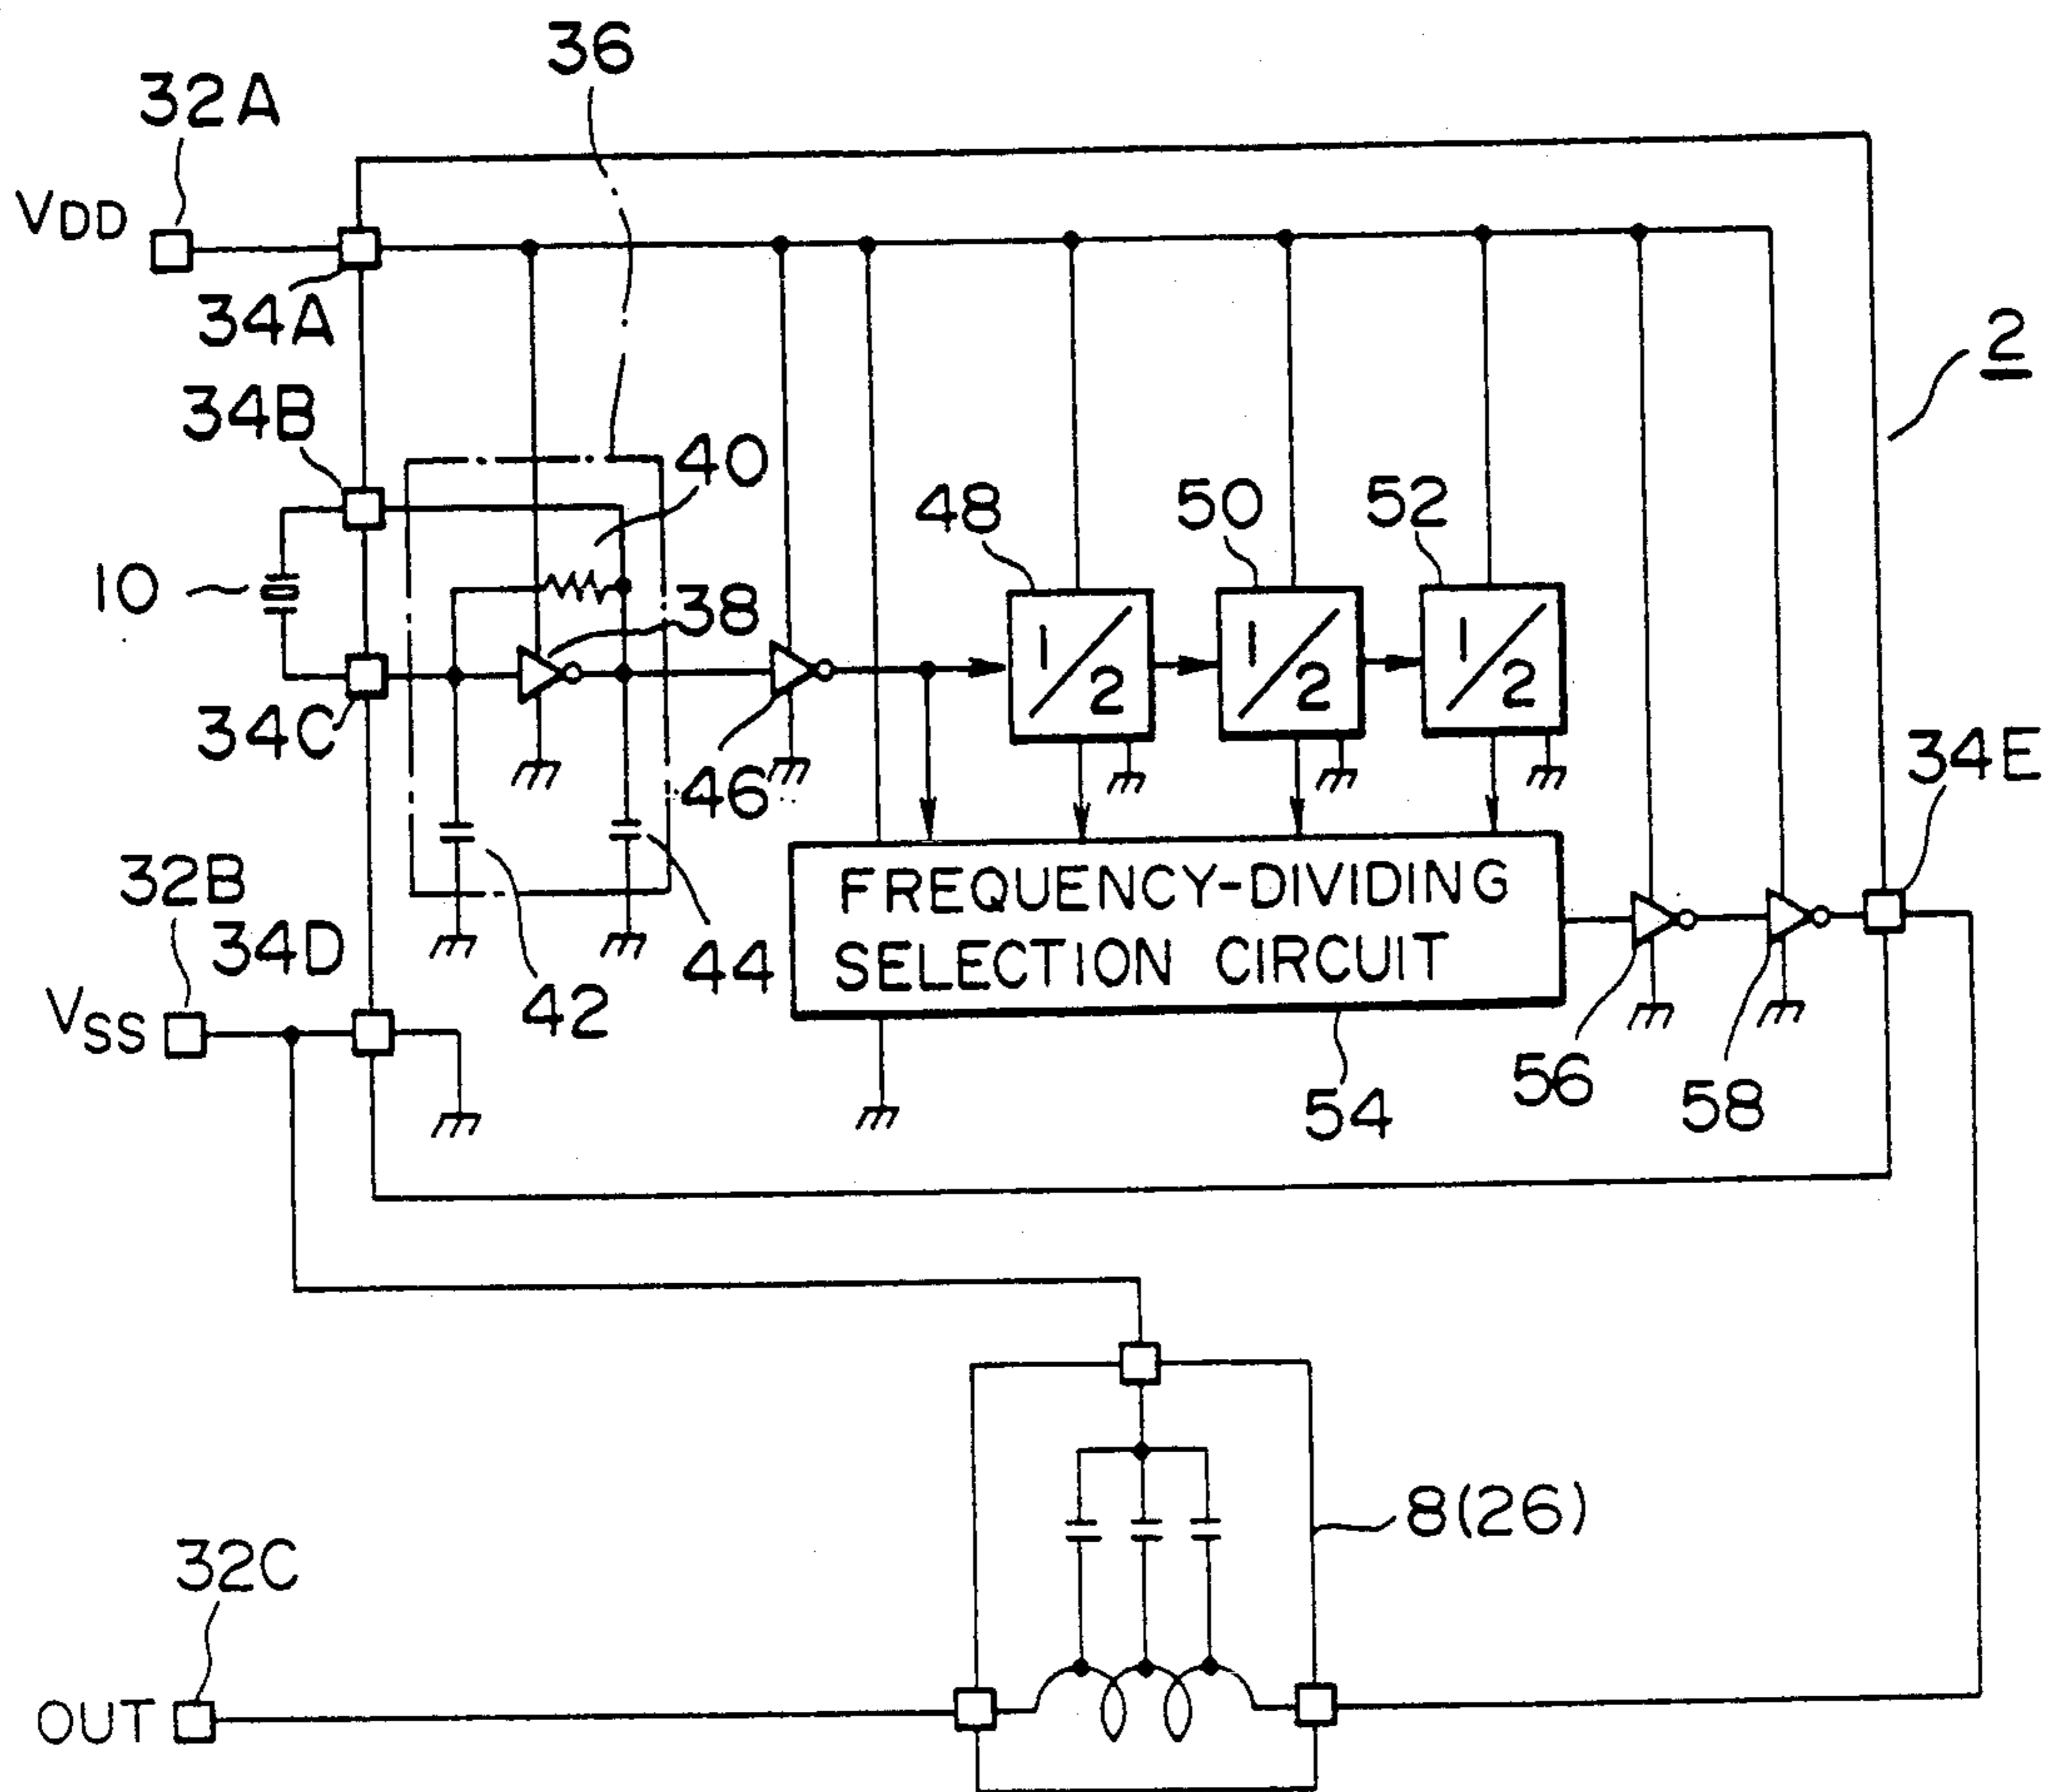 36
32A
VDD
34A
2
34B
40
48
50
52
10
38
1/2
1/2
1/2
34C
46
34E
32B
34D
FREQUENCY-DIVIDING
SELECTION CIRCUIT
44
42
VSS
56
58
54
8(26)
32C
OUT